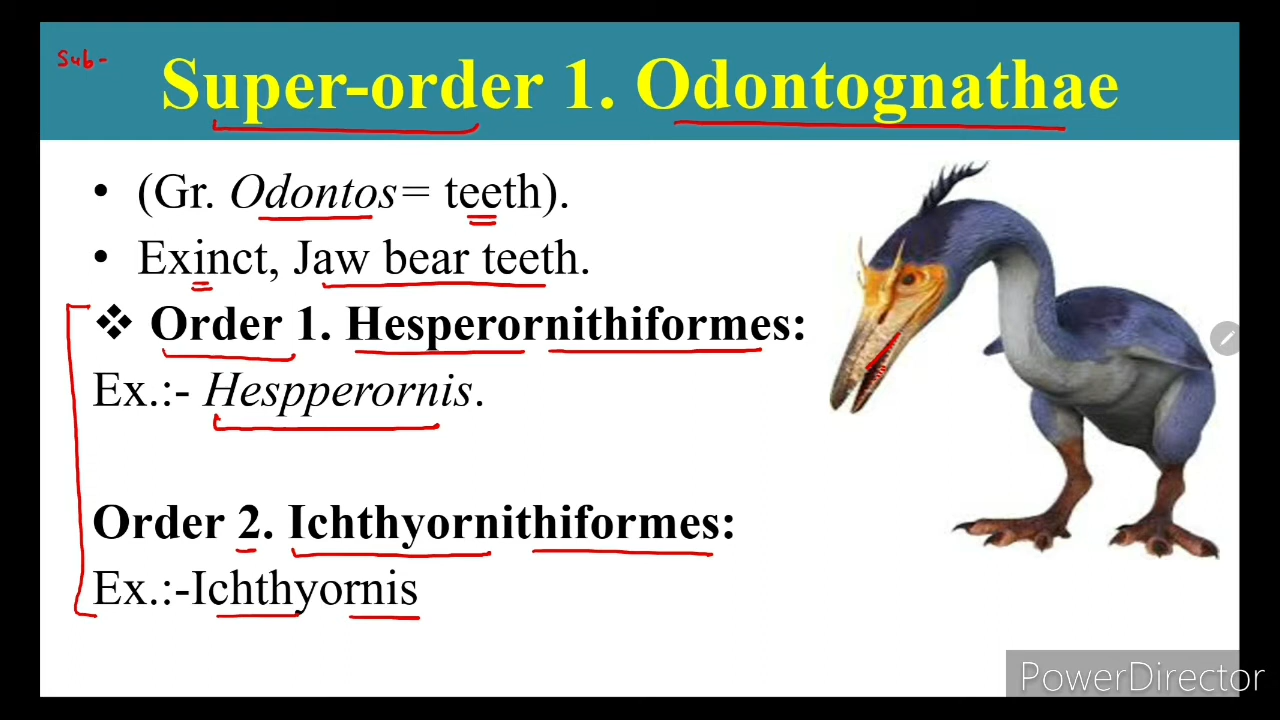 Sub-
Super-order 1. Odontognathae
• (Gr. Odontos= teeth).
• Exinct, Jaw bear teeth.
❖ Order 1. Hesperornithiformes:
Ex.:- Hespperornis.
Order 2. Ichthyornithiformes:
Ex.:-Ichthyornis
PowerDirector